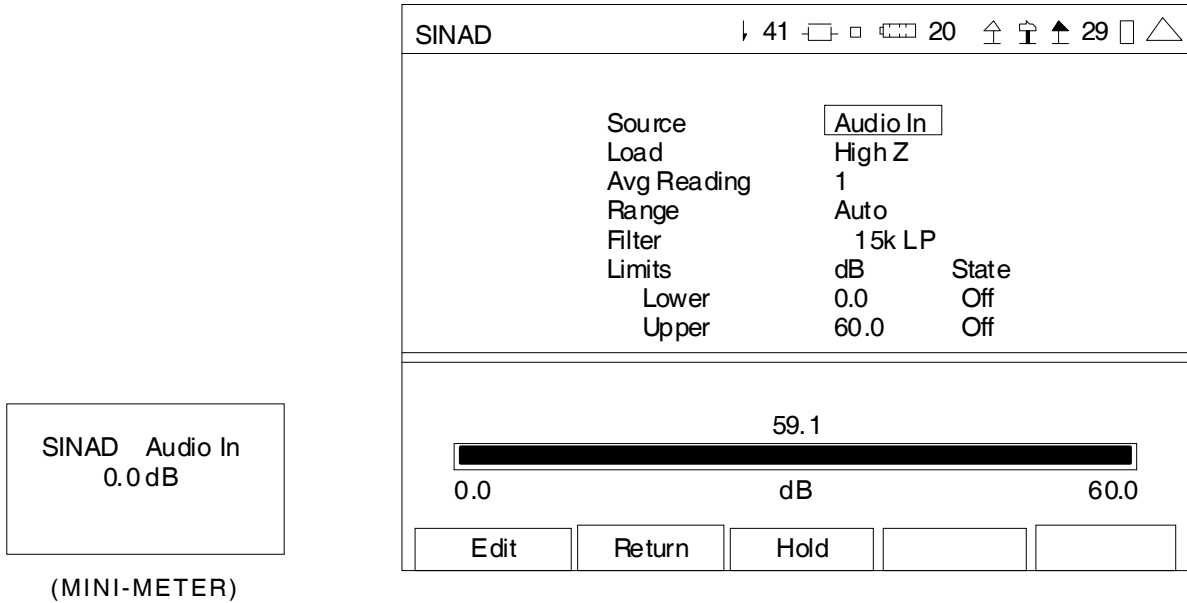 SINAD 41 20 29
Source Audio In
Load High Z
Avg Reading 1
Range Auto
Filter 15k LP
Limits dB State
Lower 0.0 Off
Upper 60.0 Off
59.1
0.0 dB 60.0
Edit Return Hold
SINAD Audio In
0.0 dB
(MINI-METER)